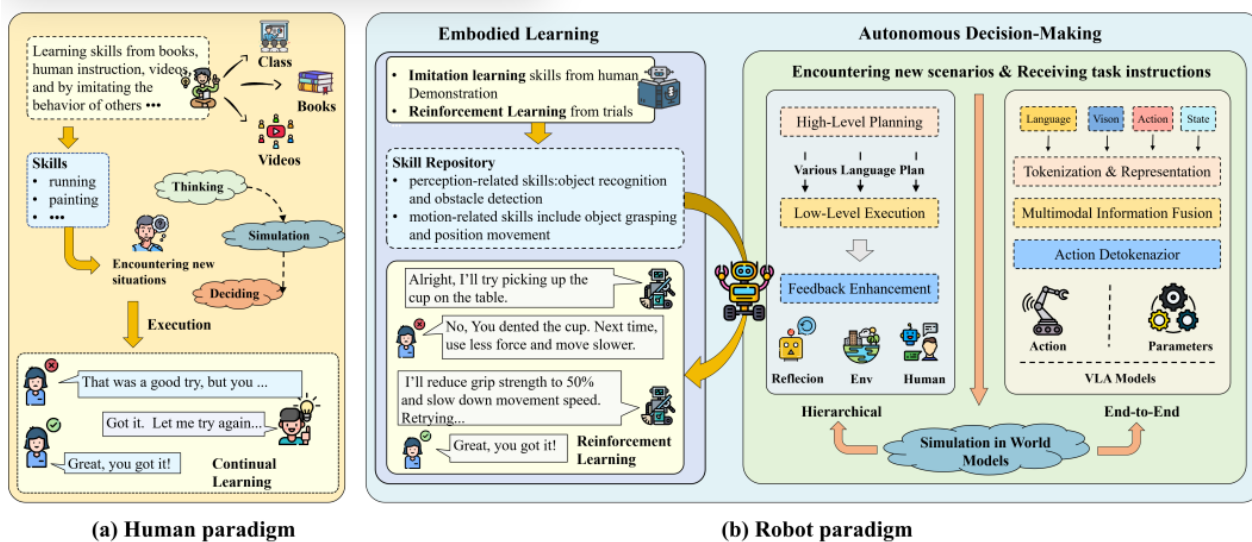 Learning skills from books,
human instruction, videos,
and by imitating the
behavior of others •••
Class
Books
Videos
Skills
• running
• painting
• •••
Thinking
Simulation
Deciding
Encountering new
situations
Execution
That was a good try, but you ...
Got it. Let me try again...
Great, you got it!
Continual
Learning
(a) Human paradigm
Embodied Learning
• Imitation learning skills from human
Demonstration
• Reinforcement Learning from trials
...
Skill Repository
• perception-related skills:object recognition
and obstacle detection
• motion-related skills include object grasping
and position movement
Alright, I'll try picking up the
cup on the table.
No, You dented the cup. Next time,
use less force and move slower.
I'll reduce grip strength to 50%
and slow down movement speed.
Retrying...
Great, you got it!
Reinforcement
Learning
Autonomous Decision-Making
Encountering new scenarios & Receiving task instructions
High-Level Planning
Various Language Plan
Low-Level Execution
Feedback Enhancement
Reflecion
Env
Human
Hierarchical
Language
Vison
Action
State
Tokenization & Representation
Multimodal Information Fusion
Action Detokenazior
Action
Parameters
VLA Models
End-to-End
Simulation in World
Models
(b) Robot paradigm